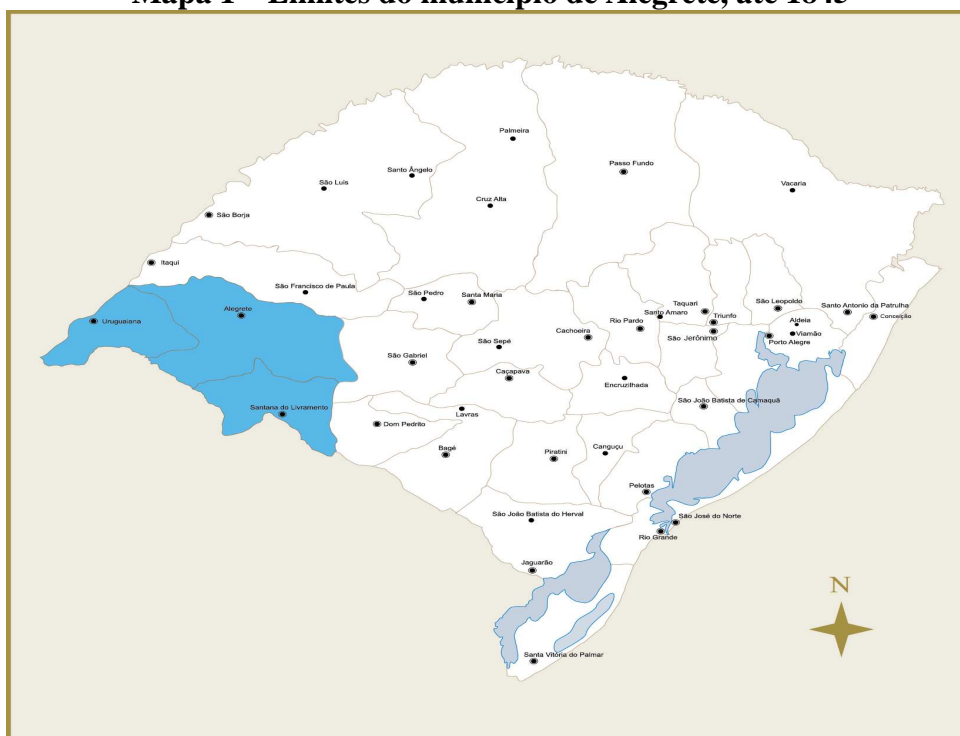 Mapa 1 – Limites do município de Alegrete, até 1845
Palmeira
Passo Fundo
Santo Ângelo
São Luís
Vacaria
Cruz Alta
São Borja
Itaqui
São Francisco de Paula
São Pedro
Santa Maria
Taquari
São Leopoldo
Santo Antonio da Patrulha
Alegrete
Santo Amaro
Triunfo
Conceição
Uruguaiana
Rio Pardo
Aldeia
Cachoeira
São Jerônimo
Viamão
Porto Alegre
São Sepé
São Gabriel
Caçapava
Encruzilhada
São João Batista de Camaquã
Santana do Livramento
Lavras
Dom Pedrito
Bagé
Piratini
Canguçu
Pelotas
São João Batista do Herval
São José do Norte
Rio Grande
Jaguarão
N
Santa Vitória do Palmar